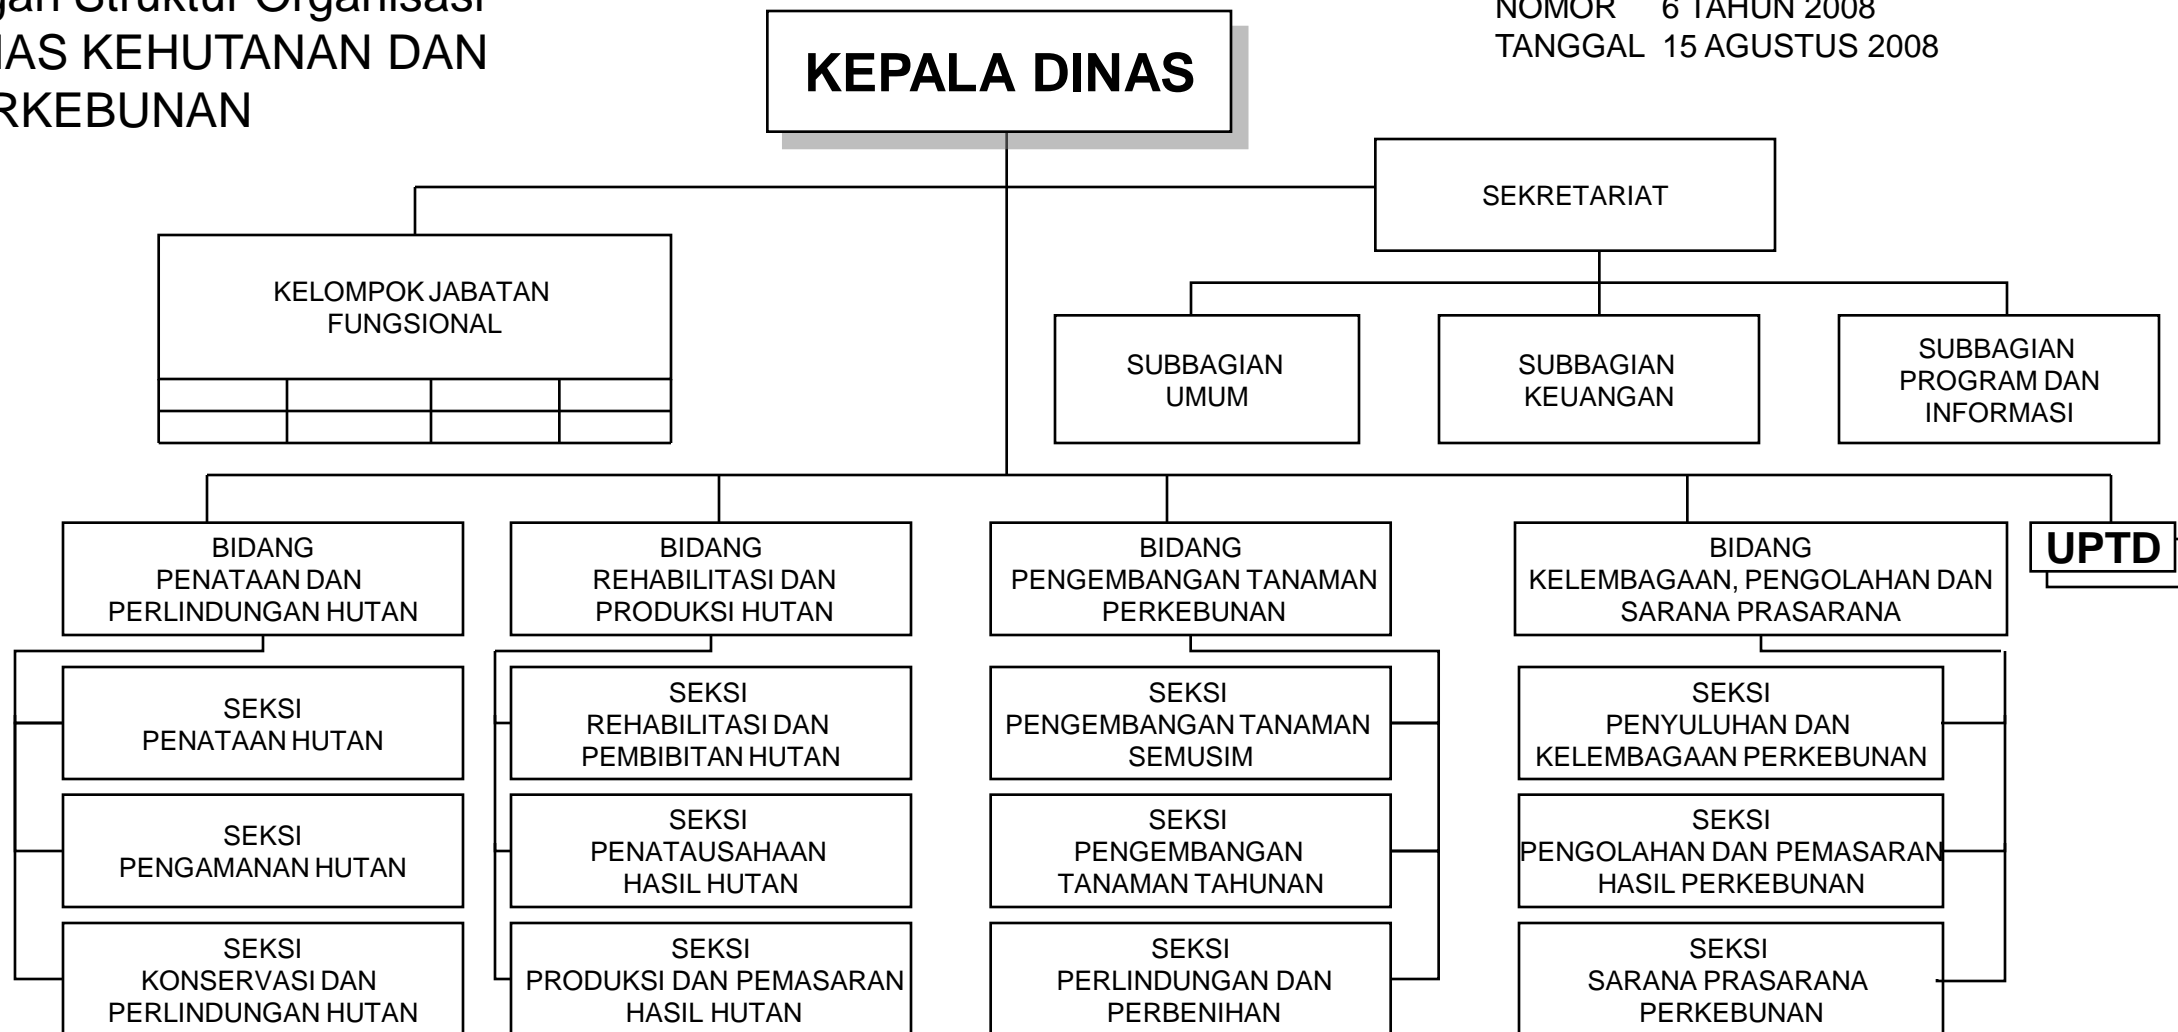 Struktur Organisasi
KEHUTANAN DAN
NOMOR 6 TAHUN 2008
TANGGAL 15 AGUSTUS 2008
KEPALA DINAS
SEKRETARIAT
KELOMPOK JABATAN
FUNGSIONAL
SUBBAGIAN
UMUM
SUBBAGIAN
KEUANGAN
SUBBAGIAN
PROGRAM DAN
INFORMASI
BIDANG
PENATAAN DAN
PERLINDUNGAN HUTAN
BIDANG
REHABILITASI DAN
PRODUKSI HUTAN
BIDANG
PENGEMBANGAN TANAMAN
PERKEBUNAN
BIDANG
KELEMBAGAAN, PENGOLAHAN DAN
SARANA PRASARANA
UPTD
SEKSI
PENATAAN HUTAN
SEKSI
REHABILITASI DAN
PEMBIBITAN HUTAN
SEKSI
PENGEMBANGAN TANAMAN
SEMUSIM
SEKSI
PENYULUHAN DAN
KELEMBAGAAN PERKEBUNAN
SEKSI
PENGAMANAN HUTAN
SEKSI
PENATAUSAHAAN
HASIL HUTAN
SEKSI
PENGEMBANGAN
TANAMAN TAHUNAN
SEKSI
PENGOLAHAN DAN PEMASARAN
HASIL PERKEBUNAN
SEKSI
KONSERVASI DAN
PERLINDUNGAN HUTAN
SEKSI
PRODUKSI DAN PEMASARAN
HASIL HUTAN
SEKSI
PERLINDUNGAN DAN
PERBENIHAN
SEKSI
SARANA PRASARANA
PERKEBUNAN